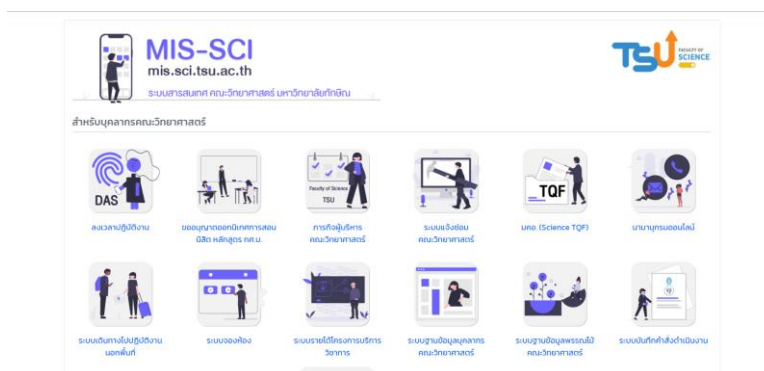 MIS-SCI
mis.sci.tsu.ac.th
ระบบสารสนเทศ คณะวิทยาศาสตร์ มหาวิทยาลัยทักษิณ
TSU
FACULTY OF
SCIENCE
สำหรับบุคลากรคณะวิทยาศาสตร์
DAS
Faculty of Science
TSU
TQF
ลงเวลาปฏิบัติงาน
ขออนุญาตออกนิเทศการสอน
นิสิต หลักสูตร กศ.บ.
ภารกิจผู้บริหาร
คณะวิทยาศาสตร์
ระบบแจ้งซ่อม
คณะวิทยาศาสตร์
มคอ. (Science TQF)
นามานุกรมออนไลน์
ระบบเดินทางไปปฏิบัติงาน
นอกพื้นที่
ระบบจองห้อง
ระบบรายได้โครงการบริการ
วิชาการ
ระบบฐานข้อมูลบุคลากร
คณะวิทยาศาสตร์
ระบบฐานข้อมูลพรรณไม้
คณะวิทยาศาสตร์
ระบบบันทึกคำสั่งดำเนินงาน